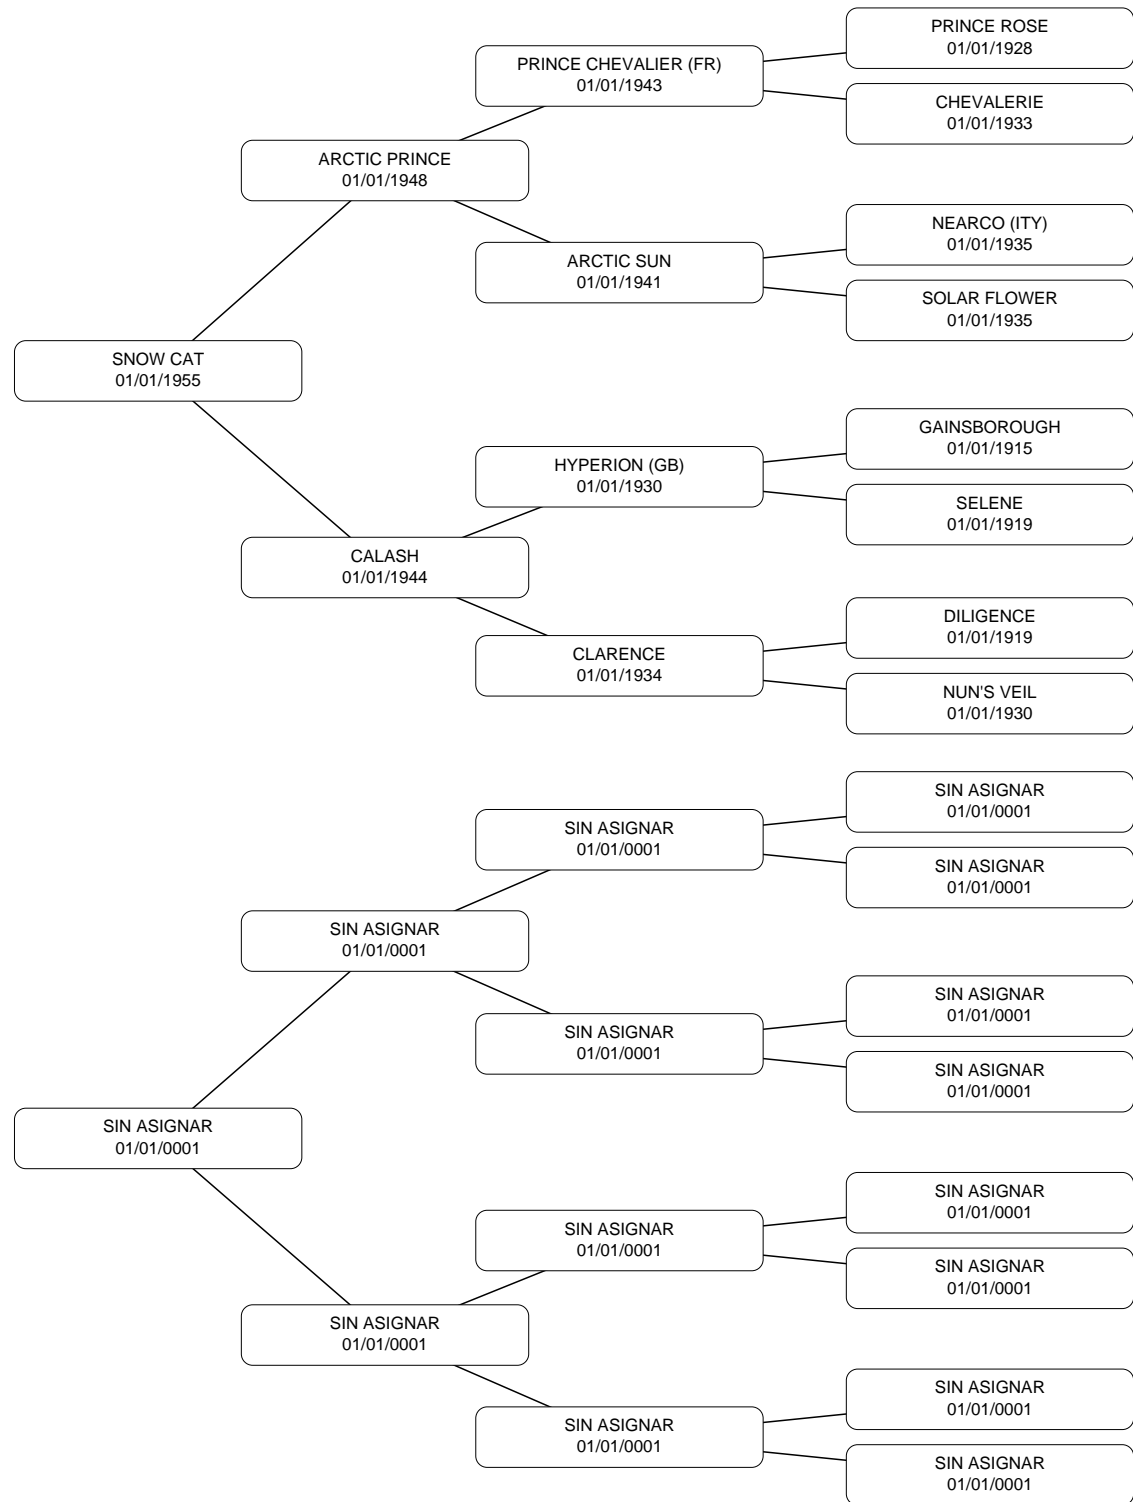 PRINCE ROSE
01/01/1928
PRINCE CHEVALIER (FR)
01/01/1943
CHEVALERIE
01/01/1933
ARCTIC PRINCE
01/01/1948
NEARCO (ITY)
01/01/1935
ARCTIC SUN
01/01/1941
SOLAR FLOWER
01/01/1935
SNOW CAT
01/01/1955
GAINSBOROUGH
01/01/1915
HYPERION (GB)
01/01/1930
SELENE
01/01/1919
CALASH
01/01/1944
DILIGENCE
01/01/1919
CLARENCE
01/01/1934
NUN'S VEIL
01/01/1930
SIN ASIGNAR
01/01/0001
SIN ASIGNAR
01/01/0001
SIN ASIGNAR
01/01/0001
SIN ASIGNAR
01/01/0001
SIN ASIGNAR
01/01/0001
SIN ASIGNAR
01/01/0001
SIN ASIGNAR
01/01/0001
SIN ASIGNAR
01/01/0001
SIN ASIGNAR
01/01/0001
SIN ASIGNAR
01/01/0001
SIN ASIGNAR
01/01/0001
SIN ASIGNAR
01/01/0001
SIN ASIGNAR
01/01/0001
SIN ASIGNAR
01/01/0001
SIN ASIGNAR
01/01/0001